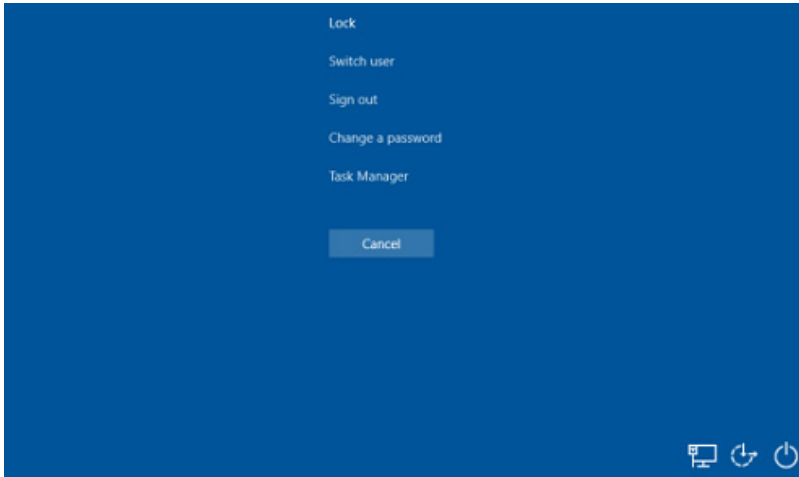 Lock
Switch user
Sign out
Change a password
Task Manager
Cancel